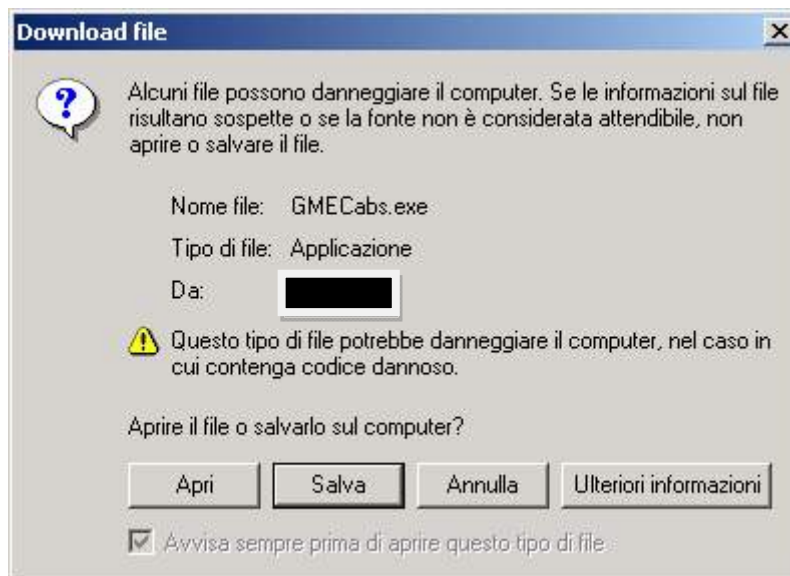 Download file
Alcuni file possono danneggiare il computer. Se le informazioni sul file
risultano sospette o se la fonte non è considerata attendibile, non
aprire o salvare il file.
Nome file: GMECabs.exe
Tipo di file: Applicazione
Da:
Questo tipo di file potrebbe danneggiare il computer, nel caso in
cui contenga codice dannoso.
Aprire il file o salvarlo sul computer?
Apri Salva Annulla Ulteriori informazioni
Avvisa sempre prima di aprire questo tipo di file